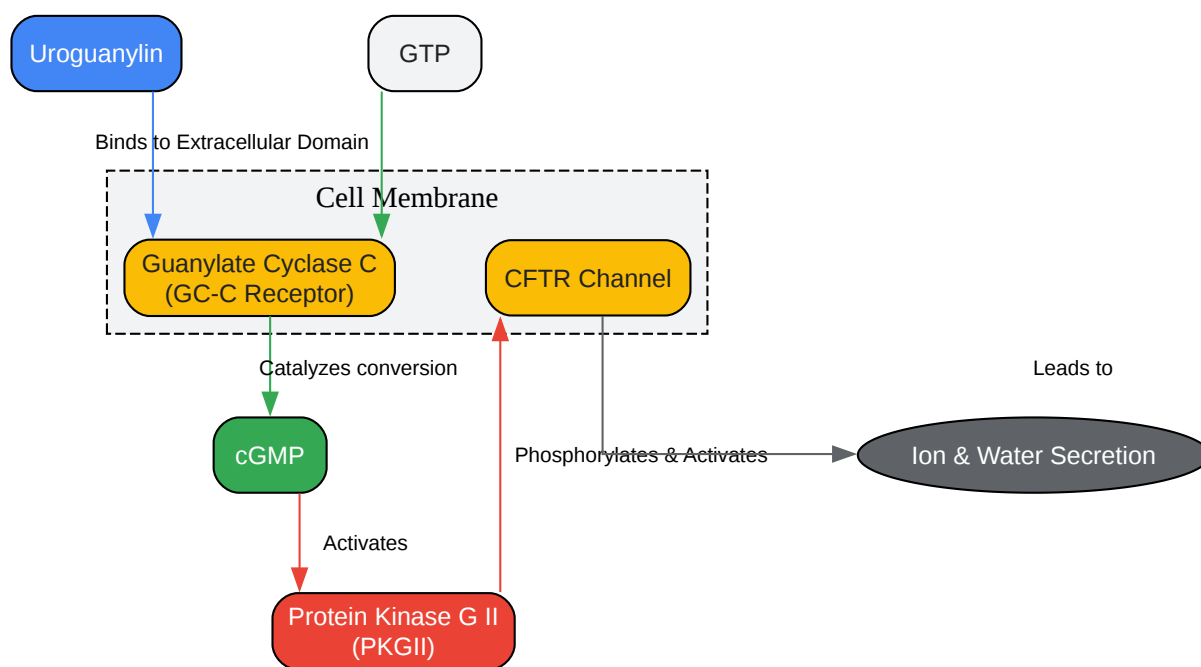 Uroguanylin
GTP
Binds to Extracellular Domain
Cell Membrane
Guanylate Cyclase C
(GC-C Receptor)
CFTR Channel
Catalyzes conversion
Leads to
cGMP
Phosphorylates & Activates
Ion & Water Secretion
Activates
Protein Kinase G II
(PKGII)